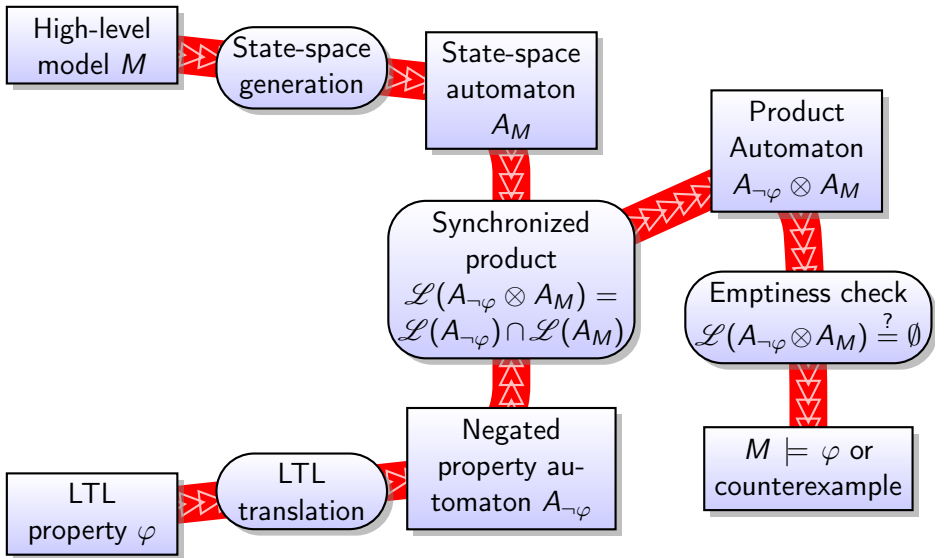 High-level
model M
State-space
generation
State-space
automaton
A_M
Synchronized
product
ℒ(A_¬φ ⊗ A_M) =
ℒ(A_¬φ) ∩ ℒ(A_M)
Product
Automaton
A_¬φ ⊗ A_M
Emptiness check
ℒ(A_¬φ ⊗ A_M) ≟ ∅
M ⊨ φ or
counterexample
LTL
property φ
LTL
translation
Negated
property au-
tomaton A_¬φ